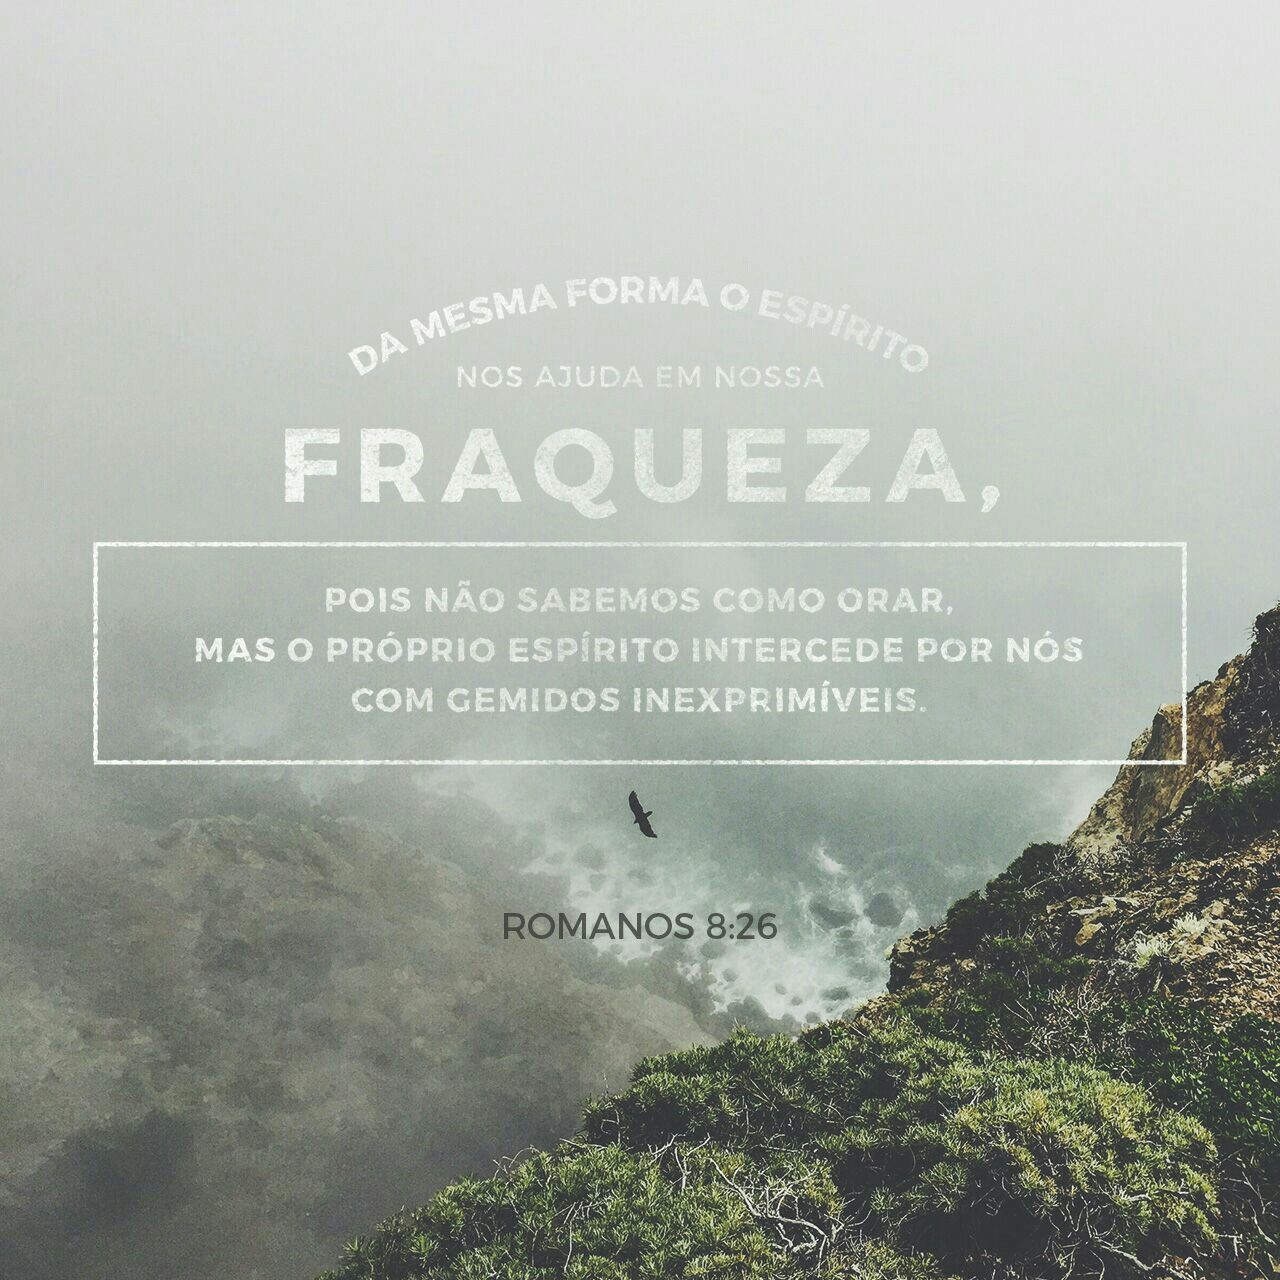 DA MESMA FORMA O ESPÍRITO
NOS AJUDA EM NOSSA
FRAQUEZA,
POIS NÃO SABEMOS COMO ORAR,
MAS O PRÓPRIO ESPÍRITO INTERCEDE POR NÓS
COM GEMIDOS INEXPRIMÍVEIS.
ROMANOS 8:26